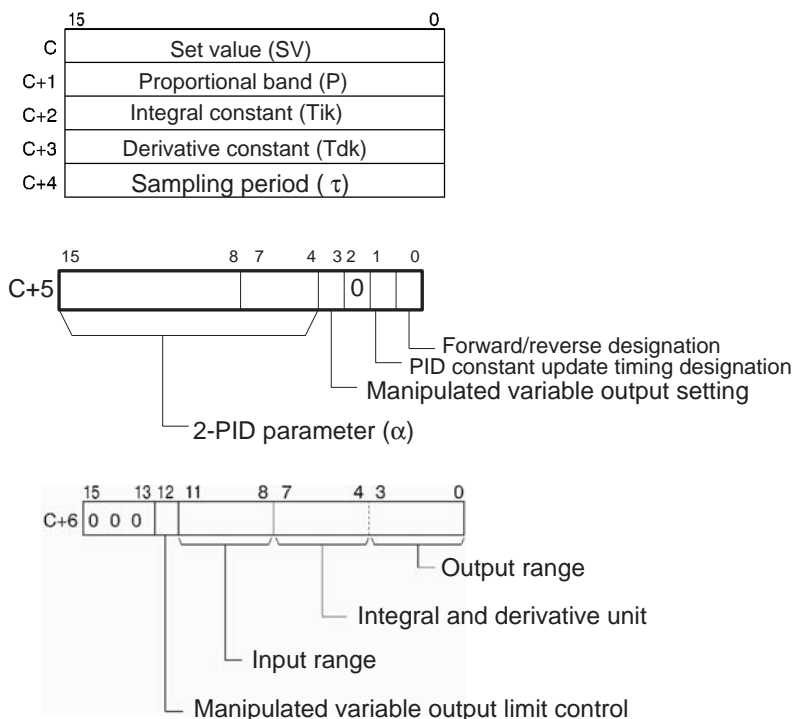 15 0
C Set value (SV)
C+1 Proportional band (P)
C+2 Integral constant (Tik)
C+3 Derivative constant (Tdk)
C+4 Sampling period ( τ)
15 8 7 4 3 2 1 0
C+5 0
Forward/reverse designation
PID constant update timing designation
Manipulated variable output setting
2-PID parameter (α)
15 13 12 11 8 7 4 3 0
C+6 0 0 0
Output range
Integral and derivative unit
Input range
Manipulated variable output limit control